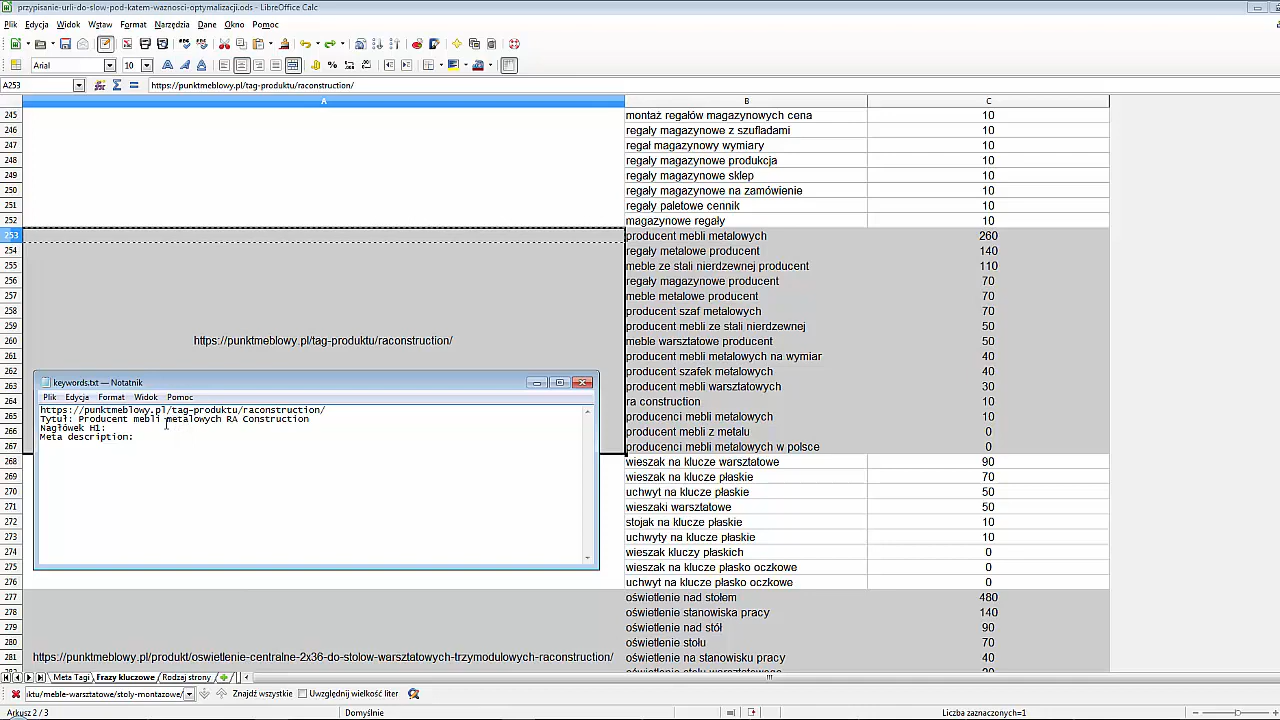 przypisanie-urli-do-slow-pod-katem-waznosci-optymalizacji.ods - LibreOffice Calc
Plik Edycja Widok Wstaw Format Narzędzia Dane Okno Pomoc
Arial 10
A253 https://punktmeblowy.pl/tag-produktu/raconstruction/
A B C
245 montaż regałów magazynowych cena 10
246 regały magazynowe z szufladami 10
247 regał magazynowy wymiary 10
248 regały magazynowe produkcja 10
249 regały magazynowe sklep 10
250 regały magazynowe na zamówienie 10
251 regały paletowe cennik 10
252 magazynowe regały 10
253 producent mebli metalowych 260
254 regały metalowe producent 140
255 meble ze stali nierdzewnej producent 110
256 regały magazynowe producent 70
257 meble metalowe producent 70
258 producent szaf metalowych 70
259 producent mebli ze stali nierdzewnej 50
260 https://punktmeblowy.pl/tag-produktu/raconstruction/ meble warsztatowe producent 50
261 producent mebli metalowych na wymiar 40
262 producent szafek metalowych 40
263 producent mebli warsztatowych 30
264 ra construction 10
265 producenci mebli metalowych 10
266 producent mebli z metalu 0
267 producenci mebli metalowych w polsce 0
keywords.txt — Notatnik
Plik Edycja Format Widok Pomoc
https://punktmeblowy.pl/tag-produktu/raconstruction/
Tytuł: Producent mebli metalowych RA Construction
Nagłówek H1:
Meta description:
268 wieszak na klucze warsztatowe 90
269 wieszak na klucze płaskie 70
270 uchwyt na klucze płaskie 50
271 wieszaki warsztatowe 50
272 stojak na klucze płaskie 10
273 uchwyty na klucze płaskie 10
274 wieszak kluczy płaskich 0
275 wieszak na klucze płasko oczkowe 0
276 uchwyt na klucze płasko oczkowe 0
277 oświetlenie nad stołem 480
278 oświetlenie stanowiska pracy 140
279 oświetlenie nad stół 90
280 oświetlenie stołu 70
281 https://punktmeblowy.pl/produkt/oswietlenie-centralne-2x36-do-stolow-warsztatowych-trzymodulowych-raconstruction/ oświetlenie na stanowisko pracy 40
Meta Tagi Frazy kluczowe Rodzaj strony
ktu/meble-warsztatowe/stoly-montazowe/ Znajdź wszystkie Uwzględnij wielkość liter
Arkusz 2 / 3 Domyślnie Liczba zaznaczonych=1